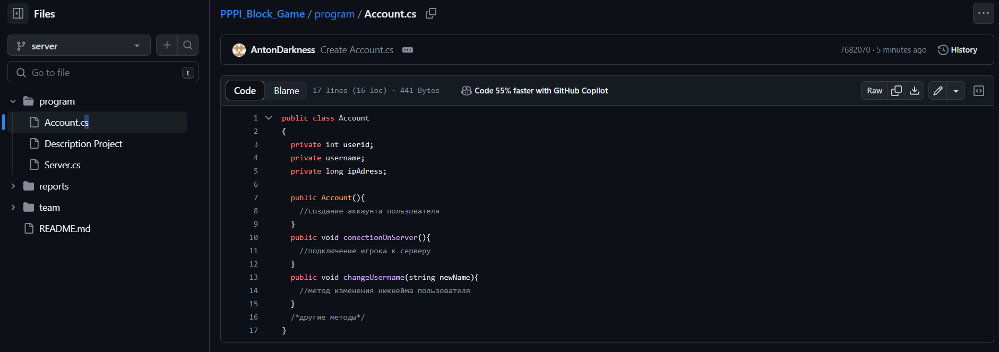 Files
server
Go to file
t
program
Account.cs
Description Project
Server.cs
reports
team
README.md
PPPI_Block_Game / program / Account.cs
AntonDarkness Create Account.cs
7682070 · 5 minutes ago
History
Code
Blame
17 lines (16 loc) · 441 Bytes
Code 55% faster with GitHub Copilot
Raw
1 public class Account
2 {
3 private int userid;
4 private username;
5 private long ipAdress;
6
7 public Account(){
8 //создание аккаунта пользователя
9 }
10 public void conectionOnServer(){
11 //подключение игрока к серверу
12 }
13 public void changeUsername(string newName){
14 //метод изменения никнейма пользователя
15 }
16 /*другие методы*/
17 }